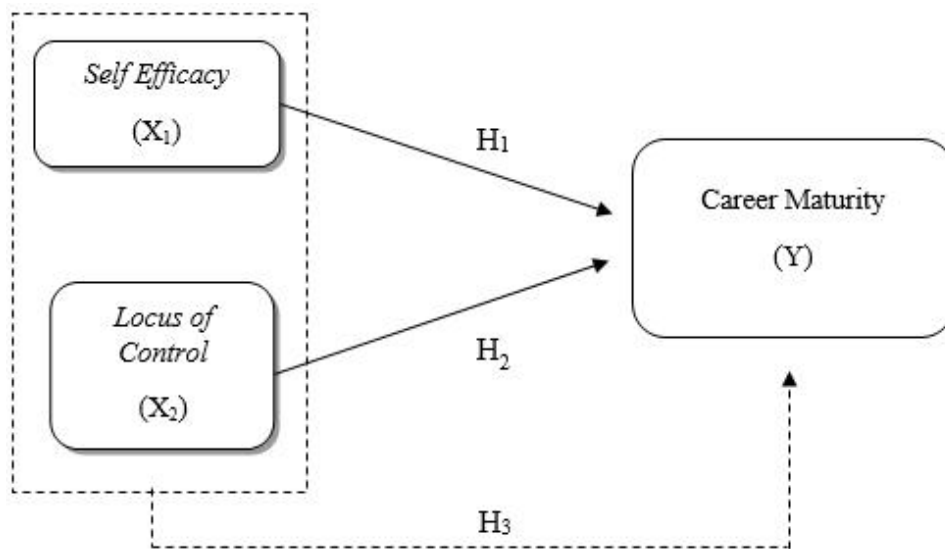 Self Efficacy
(X₁)
H1
Career Maturity
(Y)
Locus of
Control
(X₂)
H₂
H₃